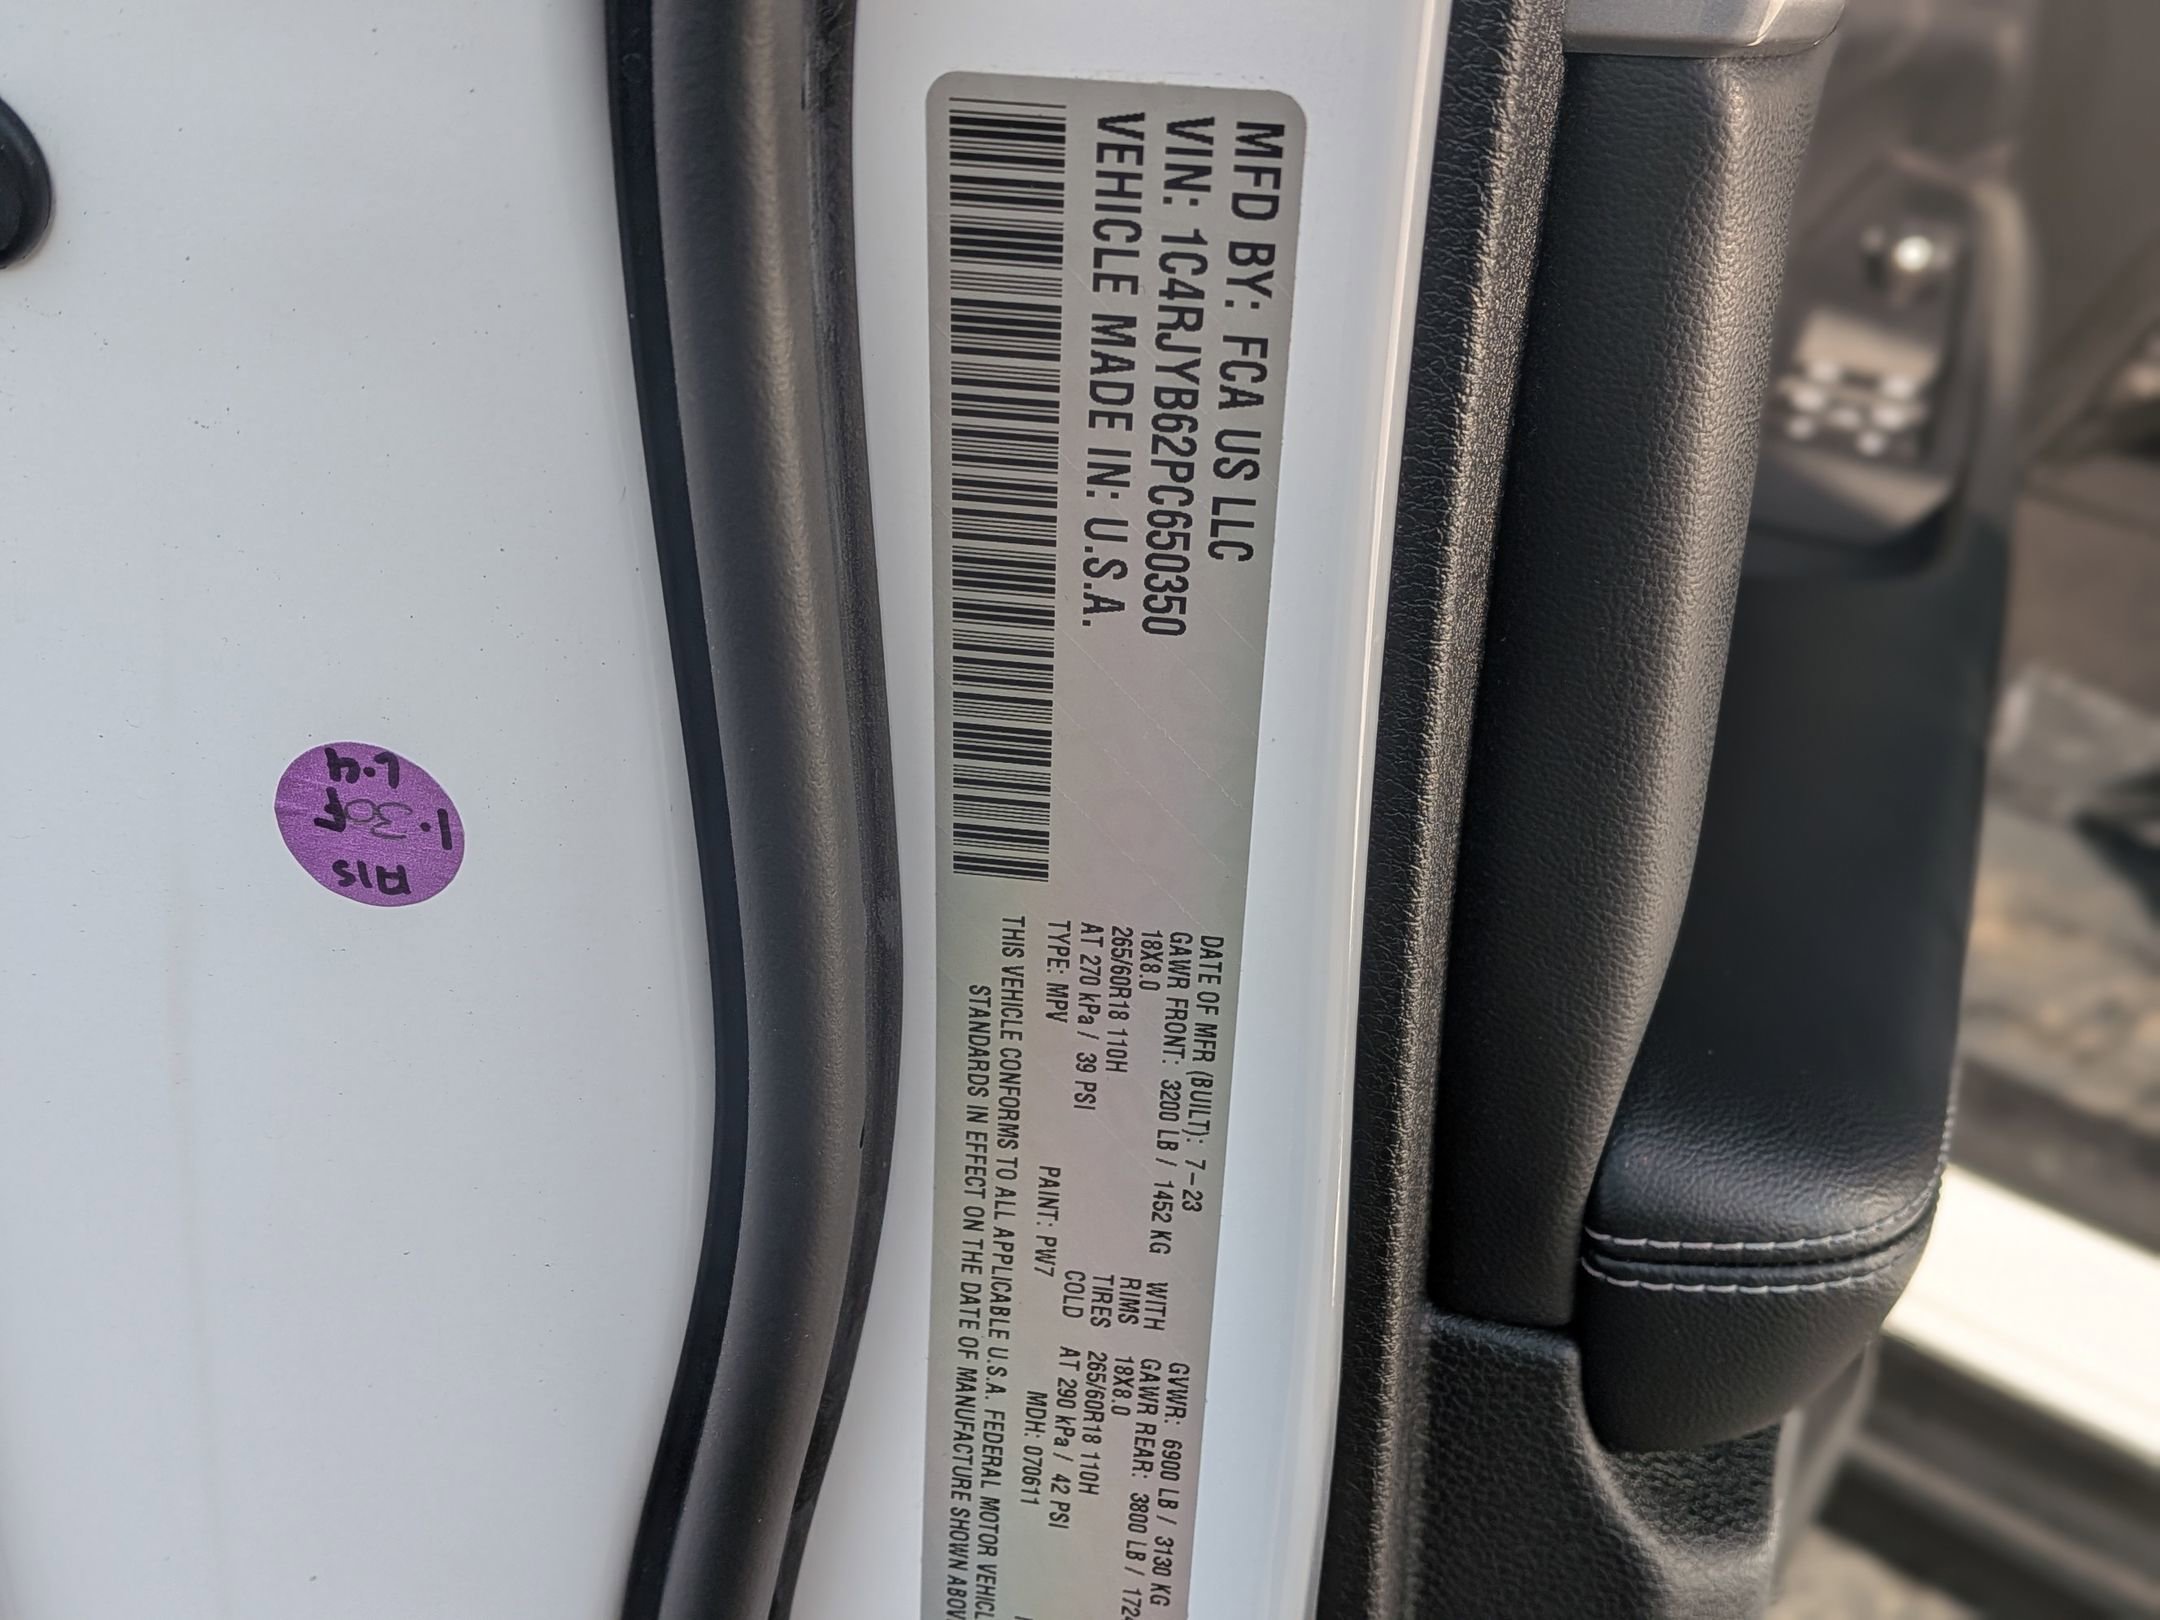 MFD BY: FCA US LLC
VIN: 1C4RJYB62PC650350
VEHICLE MADE IN: U.S.A.
DATE OF MFR (BUILT): 7-23 GVWR: 6900 LB / 3130 KG
GAWR FRONT: 3200 LB / 1452 KG WITH GAWR REAR: 3800 LB /
18X8.0 RIMS 18X8.0
265/60R18 110H TIRES 265/60R18 110H
AT 270 kPa / 39 PSI COLD AT 290 kPa / 42 PSI
TYPE: MPV PAINT: PW7 MDH: 070611
THIS VEHICLE CONFORMS TO ALL APPLICABLE U.S.A. FEDERAL MOTOR
STANDARDS IN EFFECT ON THE DATE OF MANUFACTURE SHOWN